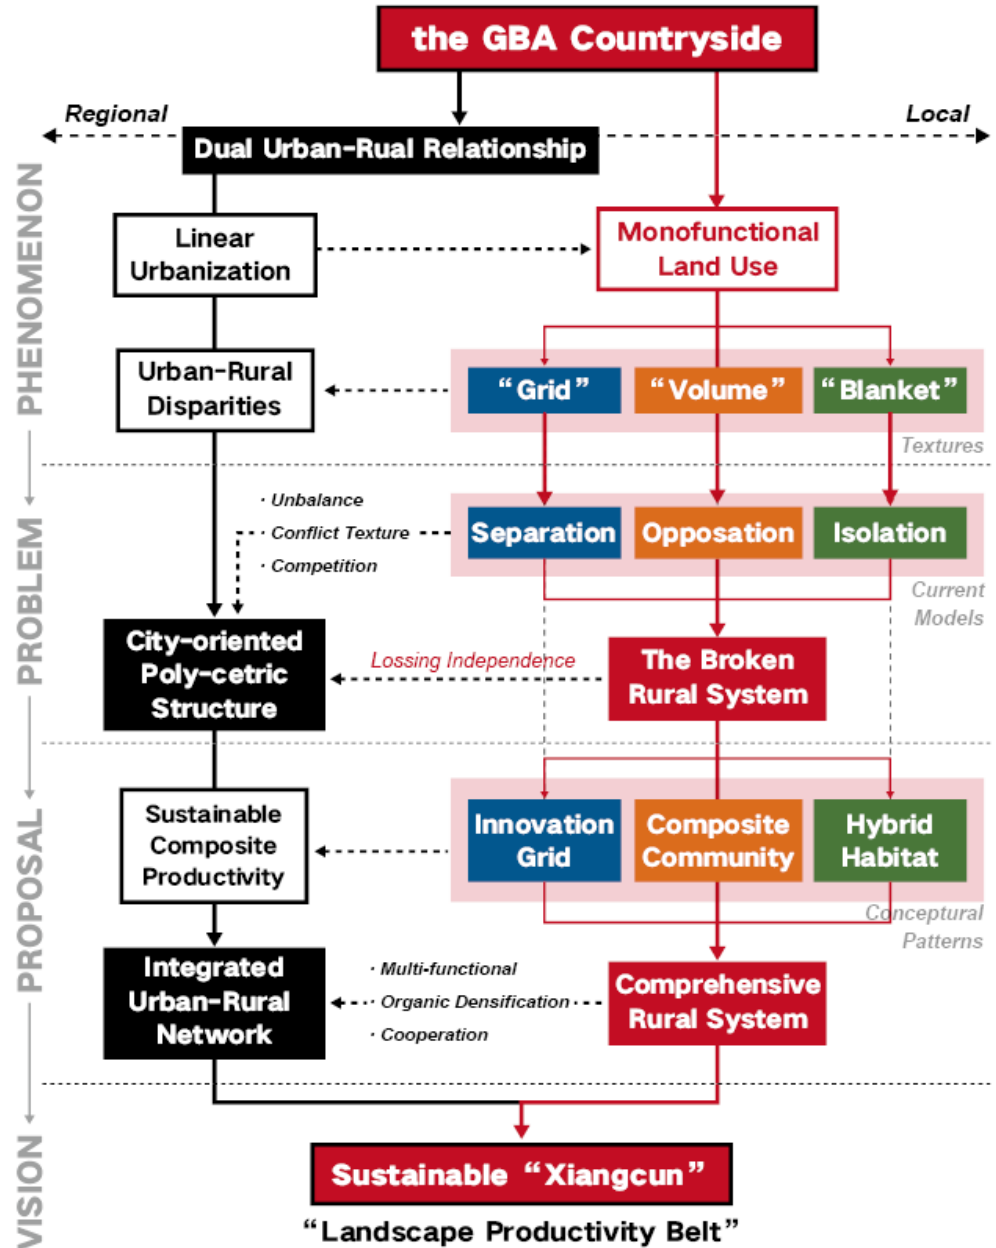 the GBA Countryside
Regional
Local
Dual Urban-Rual Relationship
PHENOMENON
Linear
Urbanization
Monofunctional
Land Use
Urban-Rural
Disparities
“Grid”
“Volume”
“Blanket”
Textures
PROBLEM
· Unbalance
· Conflict Texture
· Competition
Separation
Opposation
Isolation
Current
Models
City-oriented
Poly-cetric
Structure
Lossing Independence
The Broken
Rural System
PROPOSAL
Sustainable
Composite
Productivity
Innovation
Grid
Composite
Community
Hybrid
Habitat
Conceptural
Patterns
Integrated
Urban-Rural
Network
· Multi-functional
· Organic Densification
· Cooperation
Comprehensive
Rural System
VISION
Sustainable “Xiangcun”
“Landscape Productivity Belt”